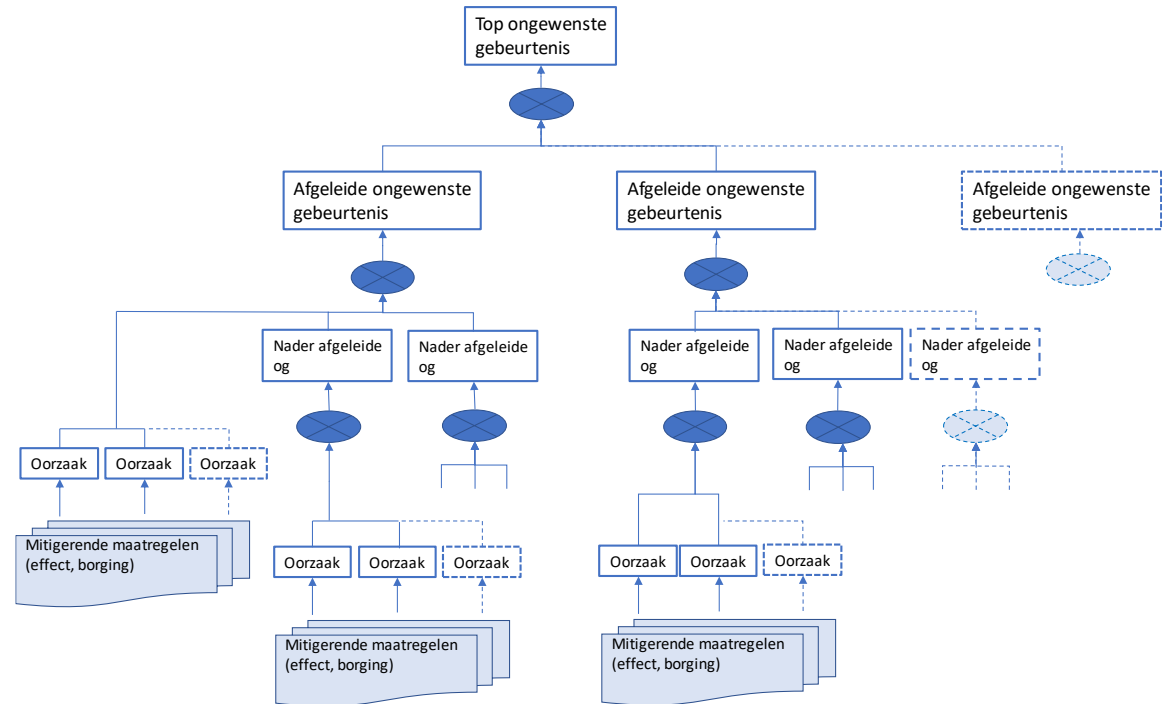 Top ongewenste
gebeurtenis
Afgeleide ongewenste
gebeurtenis
Afgeleide ongewenste
gebeurtenis
Afgeleide ongewenste
gebeurtenis
Nader afgeleide
og
Nader afgeleide
og
Nader afgeleide
og
Nader afgeleide
og
Nader afgeleide
og
Oorzaak
Oorzaak
Oorzaak
Mitigerende maatregelen
(effect, borging)
Oorzaak
Oorzaak
Oorzaak
Oorzaak
Oorzaak
Oorzaak
Mitigerende maatregelen
(effect, borging)
Mitigerende maatregelen
(effect, borging)